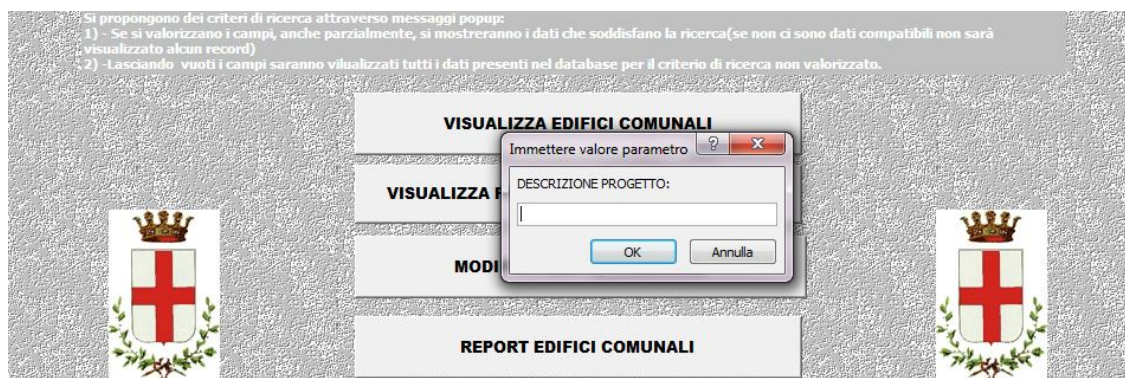 Si propongono dei criteri di ricerca attraverso messaggi popup:
1) - Se si valorizzano i campi, anche parzialmente, si mostreranno i dati che soddisfano la ricerca(se non ci sono dati compatibili non sarà
visualizzato alcun record)
2) -Lasciando vuoti i campi saranno vilualizzati tutti i dati presenti nel database per il criterio di ricerca non valorizzato.
VISUALIZZA EDIFICI COMUNALI
Immettere valore parametro
DESCRIZIONE PROGETTO:
VISUALIZZA
OK Annulla
MODI
REPORT EDIFICI COMUNALI